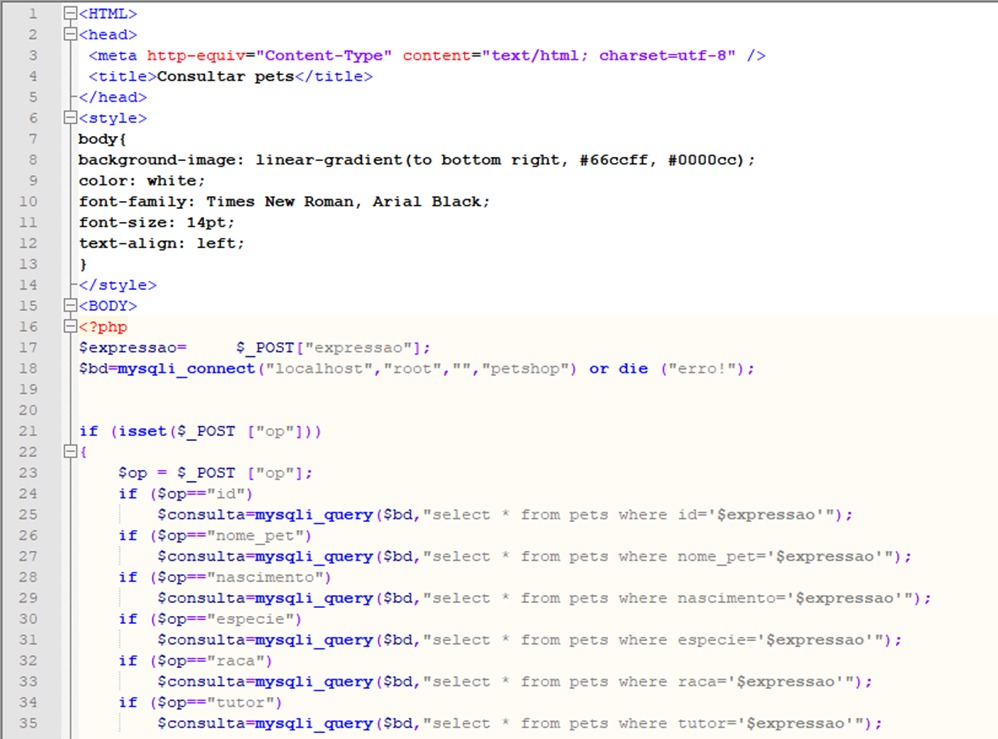 1 <HTML>
2 <head>
3 <meta http-equiv="Content-Type" content="text/html; charset=utf-8" />
4 <title>Consultar pets</title>
5 </head>
6 <style>
7 body{
8 background-image: linear-gradient(to bottom right, #66ccff, #0000cc);
9 color: white;
10 font-family: Times New Roman, Arial Black;
11 font-size: 14pt;
12 text-align: left;
13 }
14 </style>
15 <BODY>
16 <?php
17 $expressao=     $_POST["expressao"];
18 $bd=mysqli_connect("localhost","root","","petshop") or die ("erro!");
19
20
21 if (isset($_POST ["op"]))
22 {
23     $op = $_POST ["op"];
24     if ($op=="id")
25         $consulta=mysqli_query($bd,"select * from pets where id='$expressao'");
26     if ($op=="nome_pet")
27         $consulta=mysqli_query($bd,"select * from pets where nome_pet='$expressao'");
28     if ($op=="nascimento")
29         $consulta=mysqli_query($bd,"select * from pets where nascimento='$expressao'");
30     if ($op=="especie")
31         $consulta=mysqli_query($bd,"select * from pets where especie='$expressao'");
32     if ($op=="raca")
33         $consulta=mysqli_query($bd,"select * from pets where raca='$expressao'");
34     if ($op=="tutor")
35         $consulta=mysqli_query($bd,"select * from pets where tutor='$expressao'");